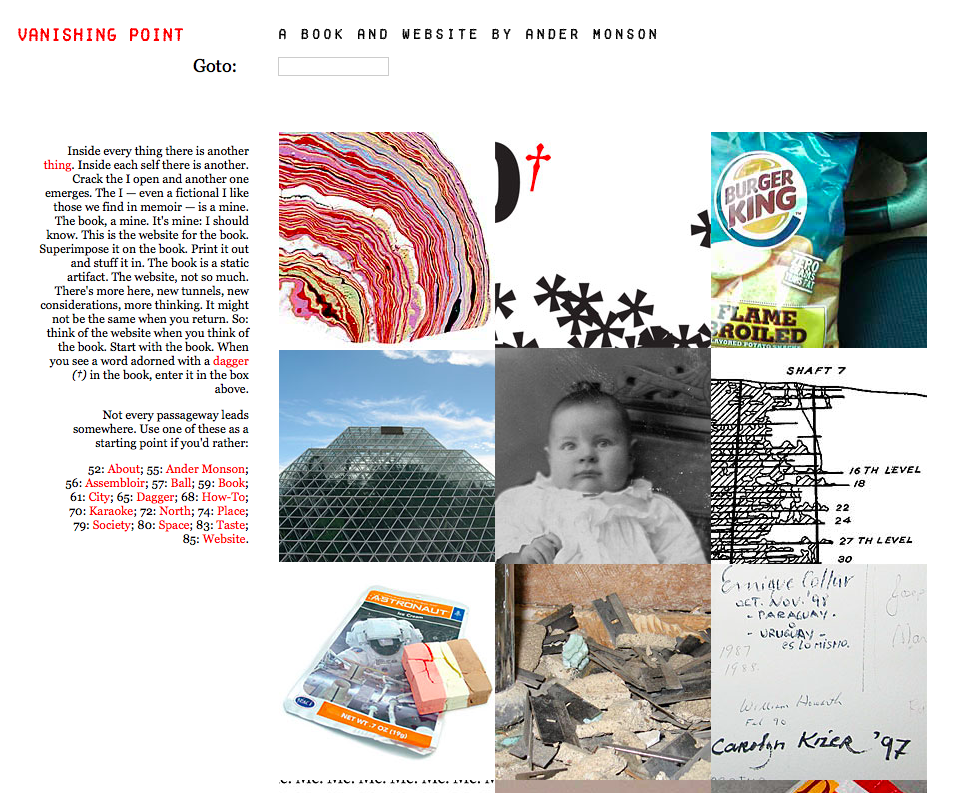 VANISHING POINT
A BOOK AND WEBSITE BY ANDER MONSON
Goto:
Inside every thing there is another
thing. Inside each self there is another.
Crack the I open and another one
emerges. The I — even a fictional I like
those we find in memoir — is a mine.
The book, a mine. It's mine: I should
know. This is the website for the book.
Superimpose it on the book. Print it out
and stuff it in. The book is a static
artifact. The website, not so much.
There's more here, new tunnels, new
considerations, more thinking. It might
not be the same when you return. So:
think of the website when you think of
the book. Start with the book. When
you see a word adorned with a dagger
(†) in the book, enter it in the box
above.
Not every passageway leads
somewhere. Use one of these as a
starting point if you'd rather:
52: About; 55: Ander Monson;
56: Assembloir; 57: Ball; 59: Book;
61: City; 65: Dagger; 68: How-To;
70: Karaoke; 72: North; 74: Place;
79: Society; 80: Space; 83: Taste;
85: Website.
†
BURGER
KING
ZERO
FLAME
BROILED
FLAVORED POTATO SNACKS
SHAFT 7
16 TH LEVEL
18
22
24
27 TH LEVEL
30
ASTRONAUT
Ice Cream
NET WT .7 OZ (19g)
OCT. NOV. '98
- PARAGUAY -
- URUGUAY -
es lo mismo.
1987
1988.
William Howarth
Feb 90
Carolyn Krier '97
Me. Me. Me. Me. Me. Me. Me.